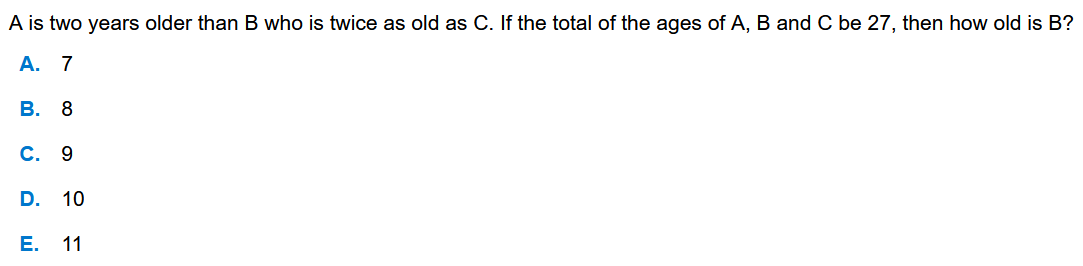 A is two years older than B who is twice as old as C. If the total of the ages of A, B and C be 27, then how old is B?
A. 7
B. 8
C. 9
D. 10
E. 11